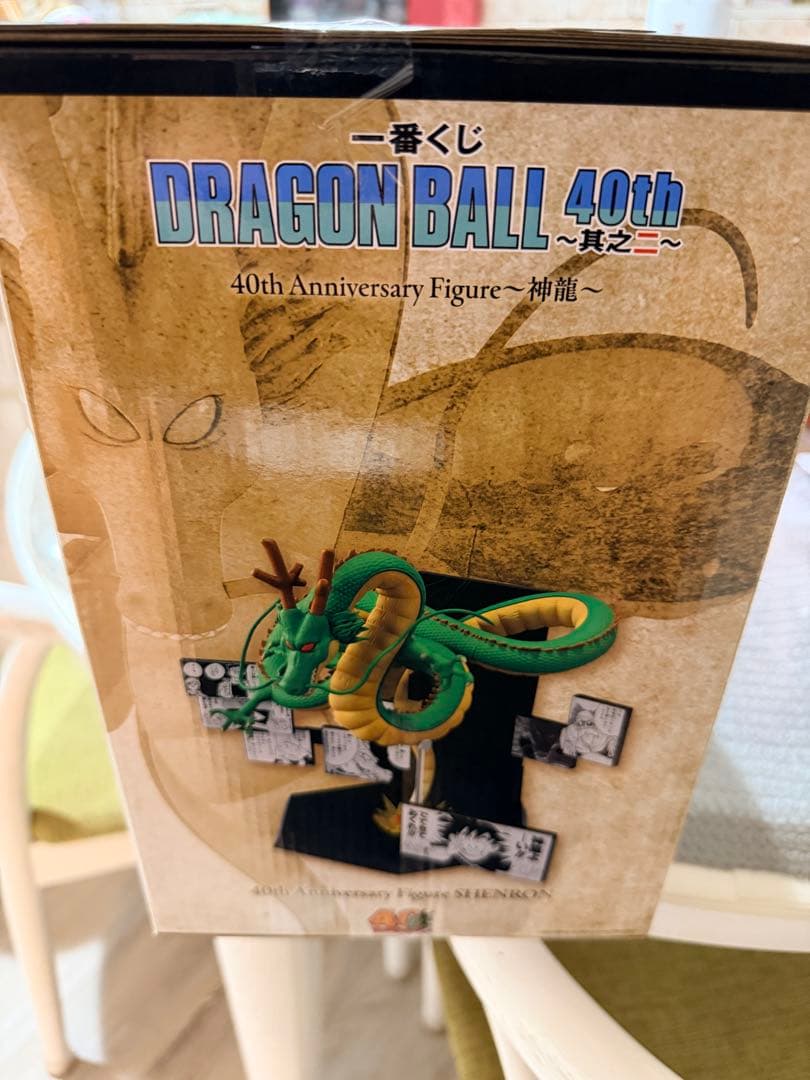 一番くじ
DRAGON BALL 40th
～其之二～
40th Anniversary Figure～神龍～
40th Anniversary Figure SHENRON
40th